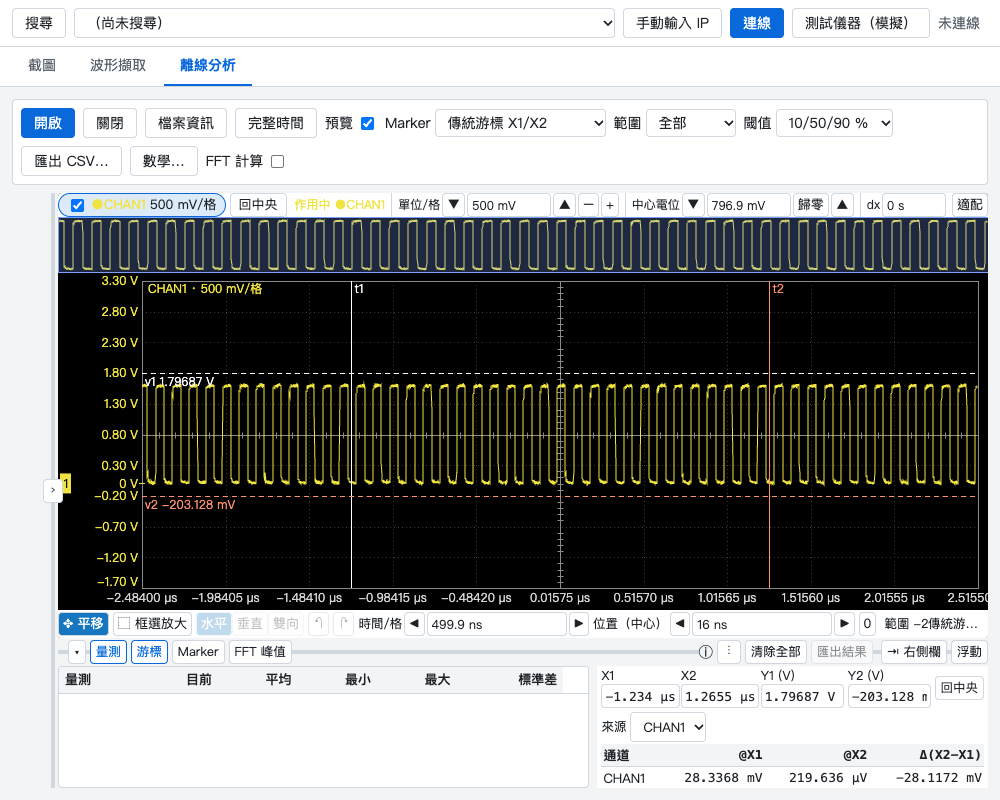 搜尋 (尚未搜尋) 手動輸入 IP 連線 測試儀器（模擬） 未連線
截圖 波形擷取 離線分析
開啟 關閉 檔案資訊 完整時間 預覽 Marker 傳統游標 X1/X2 範圍 全部 閾值 10/50/90 %
匯出 CSV… 數學… FFT 計算
CHAN1 500 mV/格 回中央 作用中 CHAN1 單位/格 ▼ 500 mV ▲ − + 中心電位 ▼ 796.9 mV 歸零 ▲ dx 0 s 適配
3.30 V
CHAN1 · 500 mV/格 t1 t2
2.80 V
2.30 V
1.80 V
v1 1.79687 V
1.30 V
0.80 V
0.30 V
0 V
1
−0.20 V
v2 −203.128 mV
−0.70 V
−1.20 V
−1.70 V
−2.48400 µs −1.98405 µs −1.48410 µs −0.98415 µs −0.48420 µs 0.01575 µs 0.51570 µs 1.01565 µs 1.51560 µs 2.01555 µs 2.5155
平移 框選放大 水平 垂直 雙向 時間/格 ◀ 499.9 ns ▶ 位置（中心） ◀ 16 ns ▶ 0 範圍 −2傳統游…
量測 游標 Marker FFT 峰值 清除全部 匯出結果 右側欄 浮動
量測 目前 平均 最小 最大 標準差
X1 X2 Y1 (V) Y2 (V)
−1.234 µs 1.2655 µs 1.79687 V −203.128 回中央
來源 CHAN1
通道 @X1 @X2 Δ(X2−X1)
CHAN1 28.3368 mV 219.636 µV −28.1172 mV